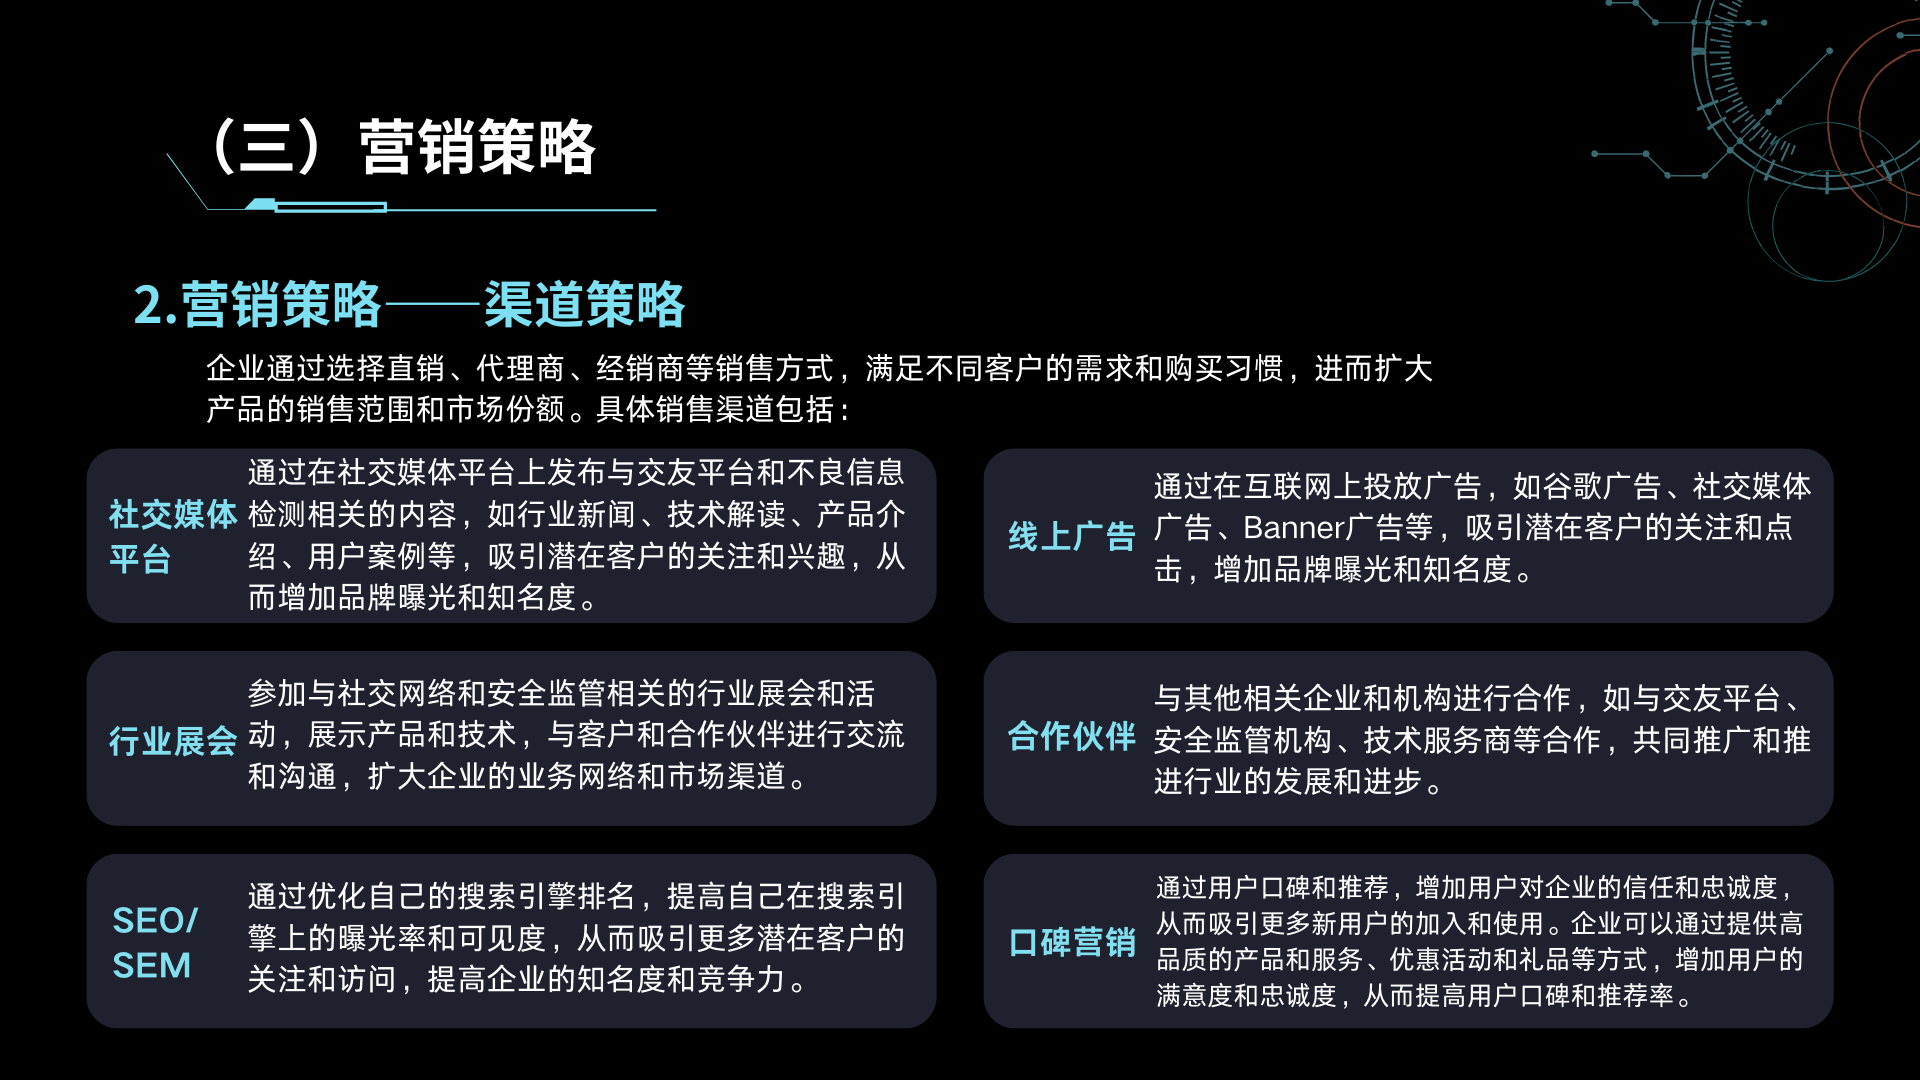 （三）营销策略
2.营销策略——渠道策略
企业通过选择直销、代理商、经销商等销售方式，满足不同客户的需求和购买习惯，进而扩大
产品的销售范围和市场份额。具体销售渠道包括：
社交媒体
平台
通过在社交媒体平台上发布与交友平台和不良信息
检测相关的内容，如行业新闻、技术解读、产品介
绍、用户案例等，吸引潜在客户的关注和兴趣，从
而增加品牌曝光和知名度。
线上广告
通过在互联网上投放广告，如谷歌广告、社交媒体
广告、Banner广告等，吸引潜在客户的关注和点
击，增加品牌曝光和知名度。
行业展会
参加与社交网络和安全监管相关的行业展会和活
动，展示产品和技术，与客户和合作伙伴进行交流
和沟通，扩大企业的业务网络和市场渠道。
合作伙伴
与其他相关企业和机构进行合作，如与交友平台、
安全监管机构、技术服务商等合作，共同推广和推
进行业的发展和进步。
SEO/
SEM
通过优化自己的搜索引擎排名，提高自己在搜索引
擎上的曝光率和可见度，从而吸引更多潜在客户的
关注和访问，提高企业的知名度和竞争力。
口碑营销
通过用户口碑和推荐，增加用户对企业的信任和忠诚度，
从而吸引更多新用户的加入和使用。企业可以通过提供高
品质的产品和服务、优惠活动和礼品等方式，增加用户的
满意度和忠诚度，从而提高用户口碑和推荐率。